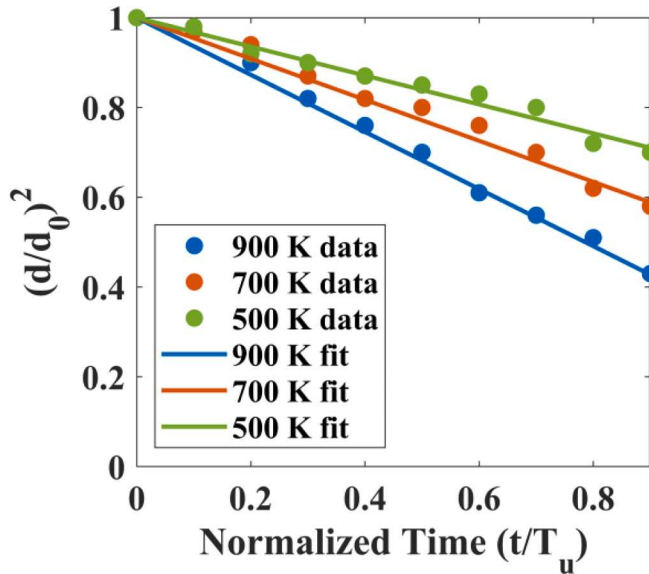 1
0.8
0.6
0.4
0.2
0
(d/d₀)²
900 K data
700 K data
500 K data
900 K fit
700 K fit
500 K fit
0 0.2 0.4 0.6 0.8
Normalized Time (t/Tᵤ)